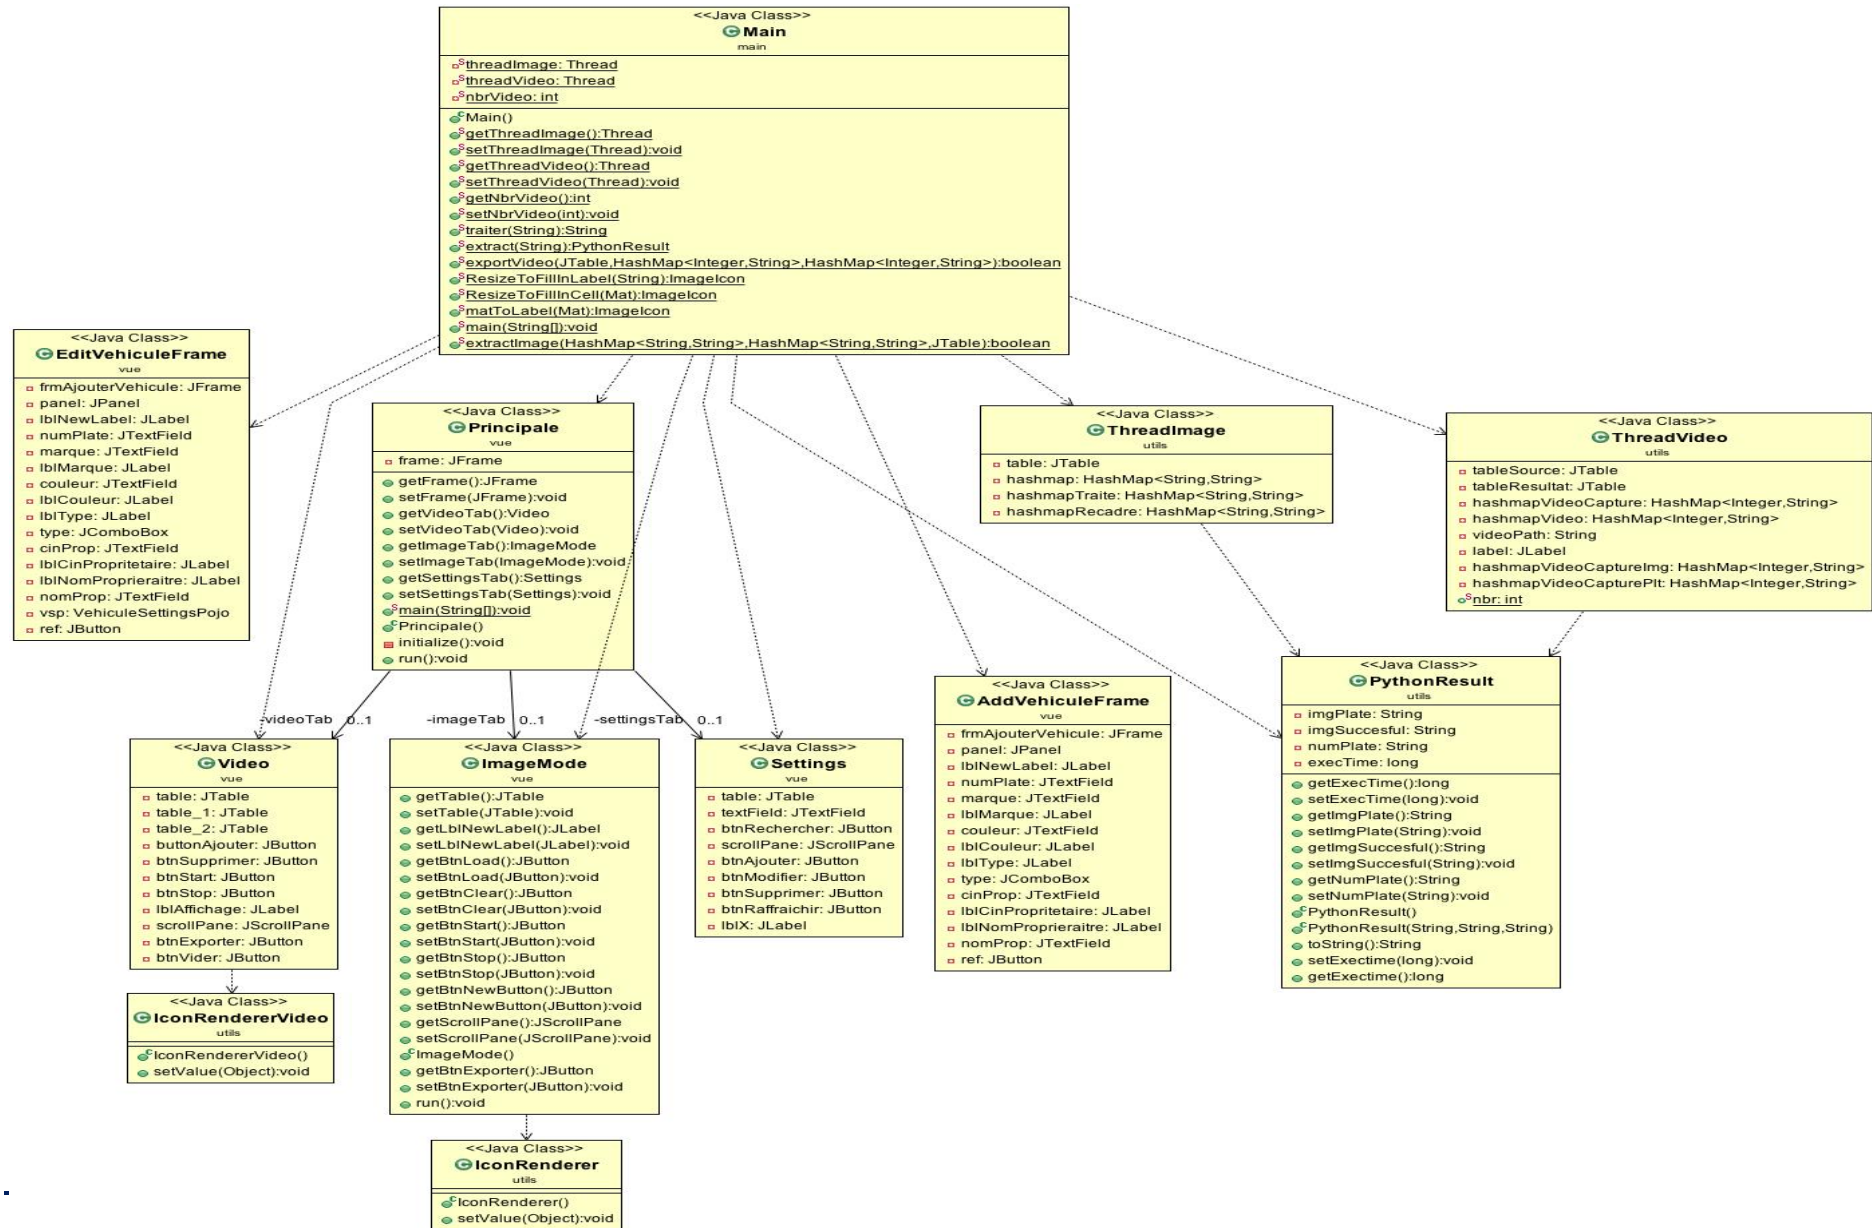 <<Java Class>>
Main
main
threadImage: Thread
threadVideo: Thread
nbrVideo: int
Main()
getThreadImage():Thread
setThreadImage(Thread):void
getThreadVideo():Thread
setThreadVideo(Thread):void
getNbrVideo():int
setNbrVideo(int):void
traiter(String):String
extract(String):PythonResult
exportVideo(JTable,HashMap<Integer,String>,HashMap<Integer,String>):boolean
ResizeToFillInLabel(String):ImageIcon
ResizeToFillInCell(Mat):ImageIcon
matToLabel(Mat):ImageIcon
main(String[]):void
extractImage(HashMap<String,String>,HashMap<String,String>,JTable):boolean
<<Java Class>>
EditVehiculeFrame
vue
frmAjouterVehicule: JFrame
panel: JPanel
lblNewLabel: JLabel
numPlate: JTextField
marque: JTextField
lblMarque: JLabel
couleur: JTextField
lblCouleur: JLabel
lblType: JLabel
type: JComboBox
cinProp: JTextField
lblCinPropritetaire: JLabel
lblNomProprieraitre: JLabel
nomProp: JTextField
vsp: VehiculeSettingsPojo
ref: JButton
<<Java Class>>
Principale
vue
frame: JFrame
getFrame():JFrame
setFrame(JFrame):void
getVideoTab():Video
setVideoTab(Video):void
getImageTab():ImageMode
setImageTab(ImageMode):void
getSettingsTab():Settings
setSettingsTab(Settings):void
main(String[]):void
Principale()
initialize():void
run():void
<<Java Class>>
ThreadImage
utils
table: JTable
hashmap: HashMap<String,String>
hashmapTraite: HashMap<String,String>
hashmapRecadre: HashMap<String,String>
<<Java Class>>
ThreadVideo
utils
tableSource: JTable
tableResultat: JTable
hashmapVideoCapture: HashMap<Integer,String>
hashmapVideo: HashMap<Integer,String>
videoPath: String
label: JLabel
hashmapVideoCaptureImg: HashMap<Integer,String>
hashmapVideoCapturePlt: HashMap<Integer,String>
nbr: int
-videoTab 0..1
-imageTab 0..1
-settingsTab 0..1
<<Java Class>>
Video
vue
table: JTable
table_1: JTable
table_2: JTable
buttonAjouter: JButton
btnSupprimer: JButton
btnStart: JButton
btnStop: JButton
lblAffichage: JLabel
scrollPane: JScrollPane
btnExporter: JButton
btnVider: JButton
<<Java Class>>
ImageMode
vue
getTable():JTable
setTable(JTable):void
getLblNewLabel():JLabel
setLblNewLabel(JLabel):void
getBtnLoad():JButton
setBtnLoad(JButton):void
getBtnClear():JButton
setBtnClear(JButton):void
getBtnStart():JButton
setBtnStart(JButton):void
getBtnStop():JButton
setBtnStop(JButton):void
getBtnNewButton():JButton
setBtnNewButton(JButton):void
getScrollPane():JScrollPane
setScrollPane(JScrollPane):void
ImageMode()
getBtnExporter():JButton
setBtnExporter(JButton):void
run():void
<<Java Class>>
Settings
vue
table: JTable
textField: JTextField
btnRechercher: JButton
scrollPane: JScrollPane
btnAjouter: JButton
btnModifier: JButton
btnSupprimer: JButton
btnRaffraichir: JButton
lblX: JLabel
<<Java Class>>
AddVehiculeFrame
vue
frmAjouterVehicule: JFrame
panel: JPanel
lblNewLabel: JLabel
numPlate: JTextField
marque: JTextField
lblMarque: JLabel
couleur: JTextField
lblCouleur: JLabel
lblType: JLabel
type: JComboBox
cinProp: JTextField
lblCinPropritetaire: JLabel
lblNomProprieraitre: JLabel
nomProp: JTextField
ref: JButton
<<Java Class>>
PythonResult
utils
imgPlate: String
imgSuccesful: String
numPlate: String
execTime: long
getExecTime():long
setExecTime(long):void
getImgPlate():String
setImgPlate(String):void
getImgSuccesful():String
setImgSuccesful(String):void
getNumPlate():String
setNumPlate(String):void
PythonResult()
PythonResult(String,String,String)
toString():String
setExectime(long):void
getExectime():long
<<Java Class>>
IconRendererVideo
utils
IconRendererVideo()
setValue(Object):void
<<Java Class>>
IconRenderer
utils
IconRenderer()
setValue(Object):void